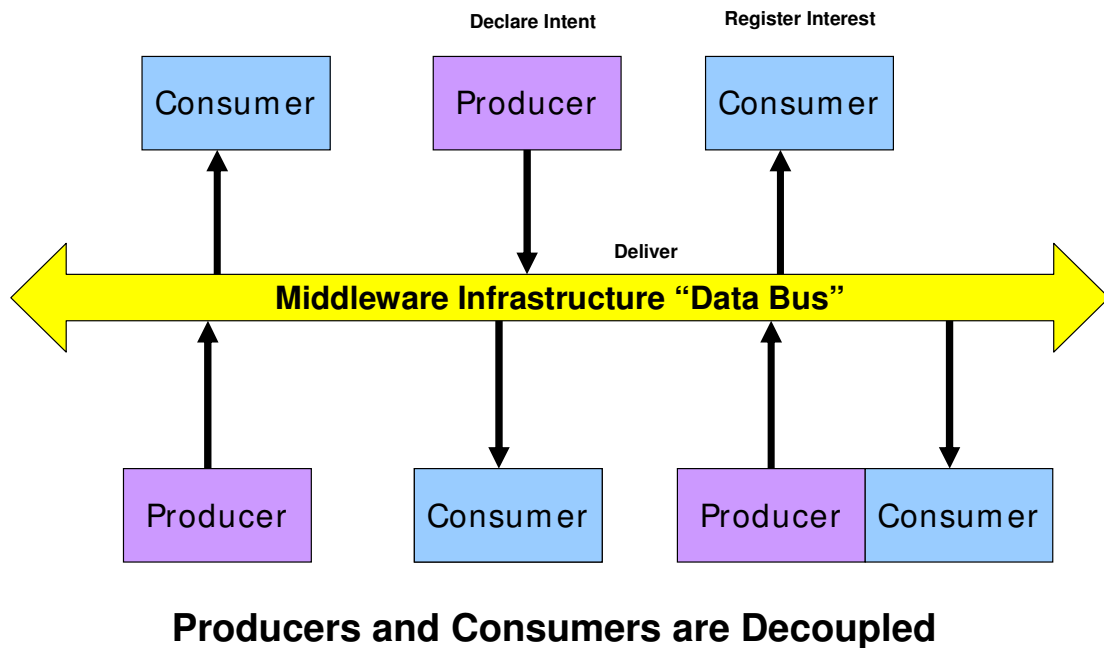 Declare Intent
Register Interest
Consumer
Producer
Consumer
Deliver
Middleware Infrastructure “Data Bus”
Producer
Consumer
Producer
Consumer
Producers and Consumers are Decoupled